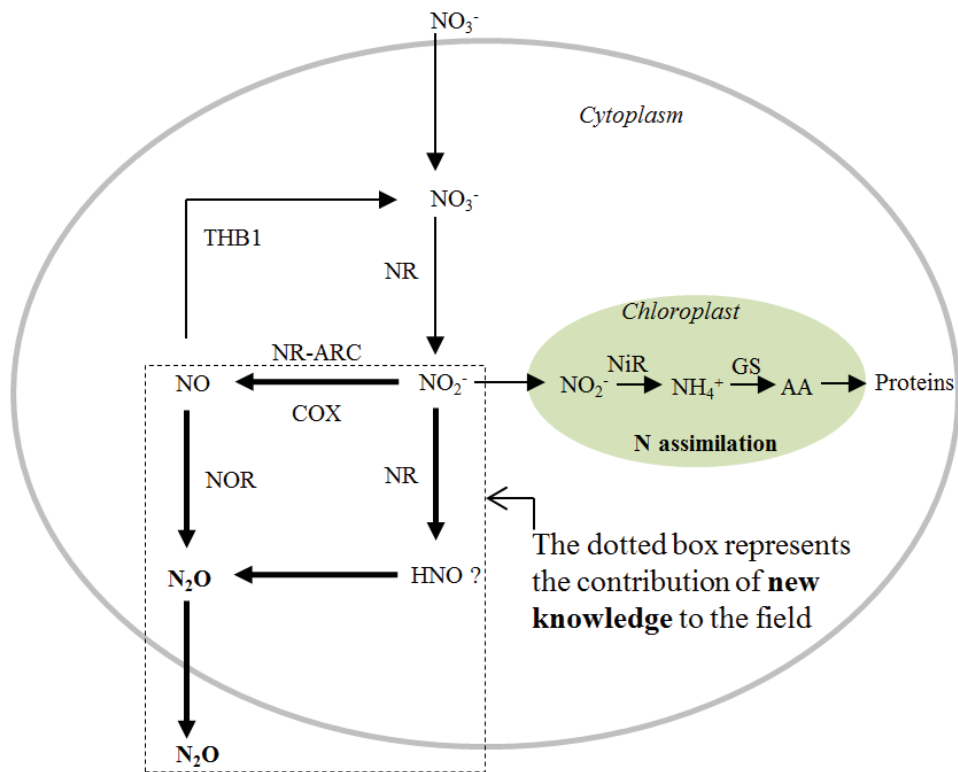 NO₃⁻
Cytoplasm
NO₃⁻
THB1
NR
Chloroplast
NR-ARC
NO
NO₂⁻
COX
NO₂⁻ NiR NH₄⁺ GS AA
Proteins
N assimilation
NOR
NR
N₂O
HNO ?
The dotted box represents
the contribution of new
knowledge to the field
N₂O